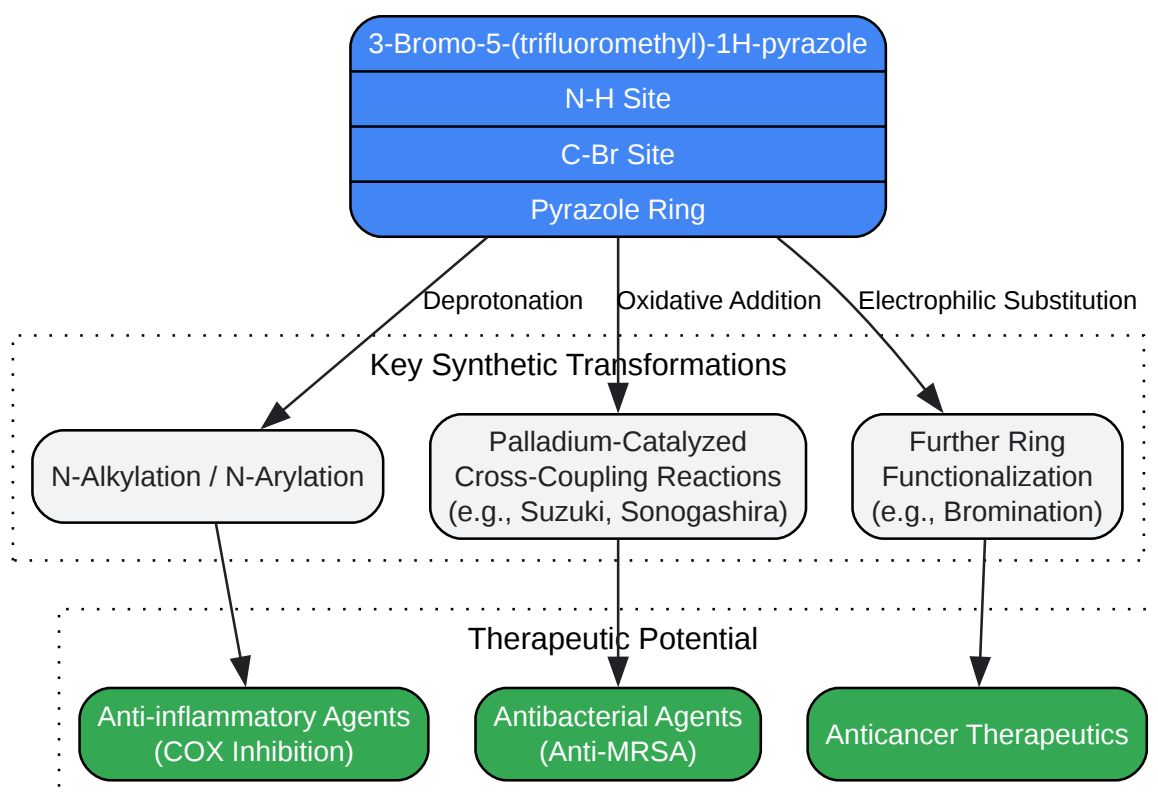 3-Bromo-5-(trifluoromethyl)-1H-pyrazole
N-H Site
C-Br Site
Pyrazole Ring
Deprotonation
Oxidative Addition
Electrophilic Substitution
Key Synthetic Transformations
N-Alkylation / N-Arylation
Palladium-Catalyzed
Cross-Coupling Reactions
(e.g., Suzuki, Sonogashira)
Further Ring
Functionalization
(e.g., Bromination)
Therapeutic Potential
Anti-inflammatory Agents
(COX Inhibition)
Antibacterial Agents
(Anti-MRSA)
Anticancer Therapeutics